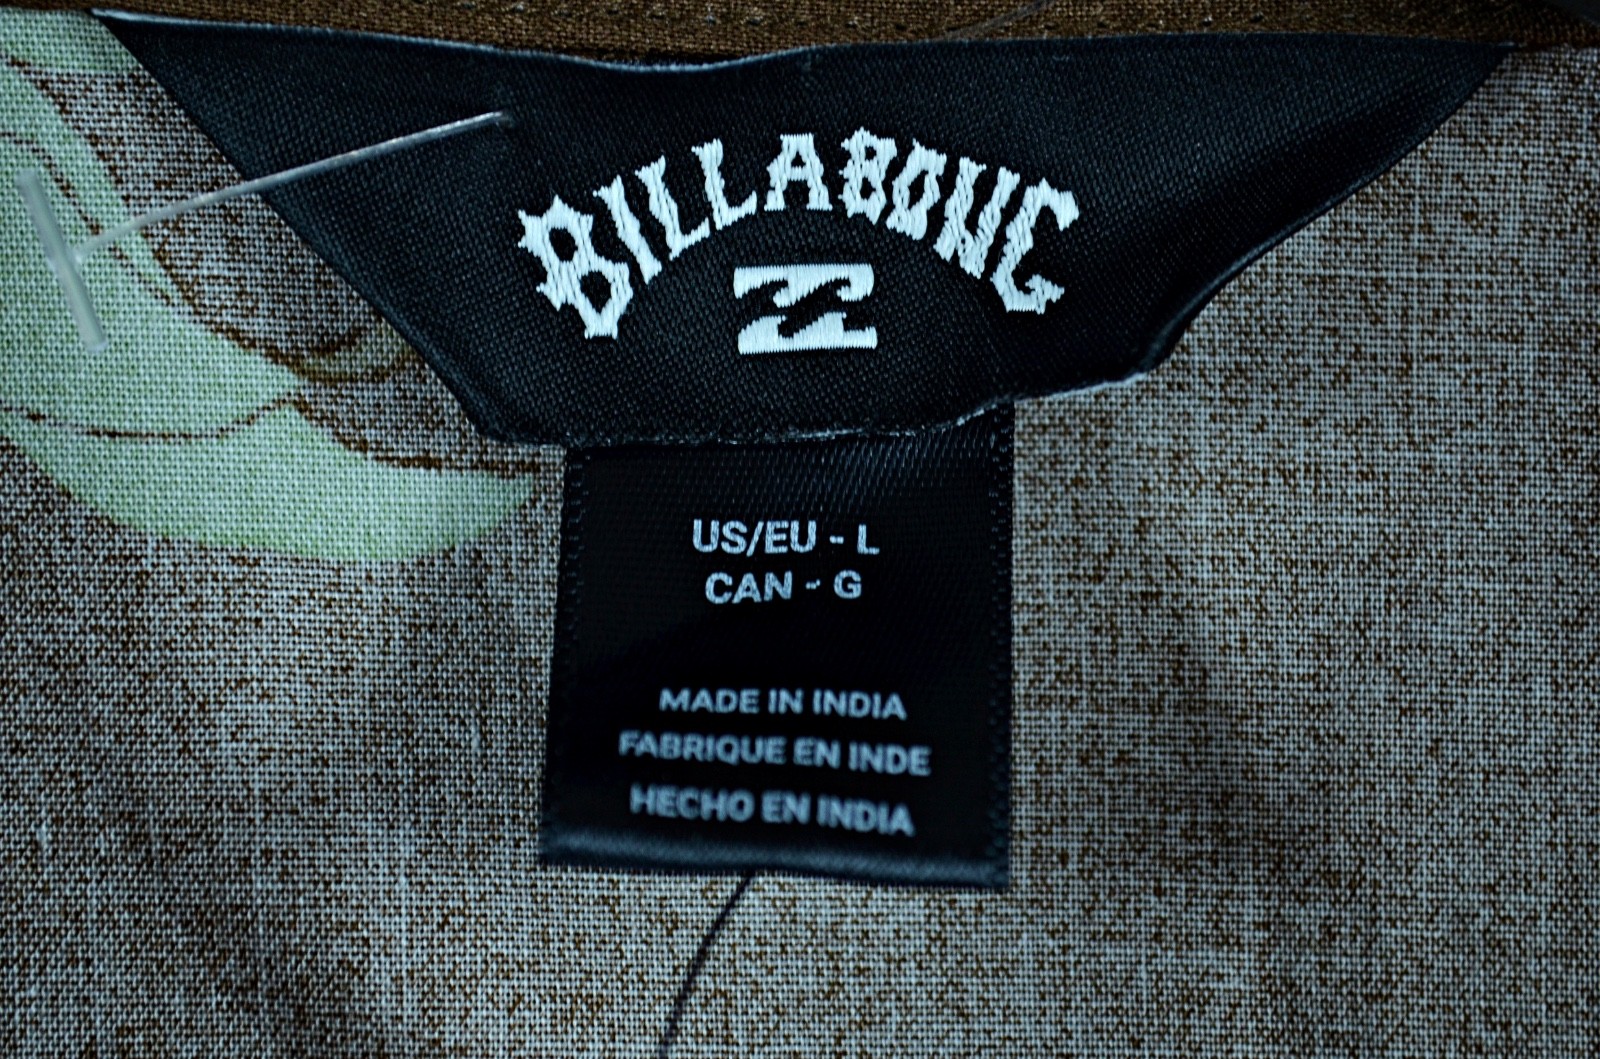 BILLABONG
US/EU - L
CAN - G
MADE IN INDIA
FABRIQUE EN INDE
HECHO EN INDIA